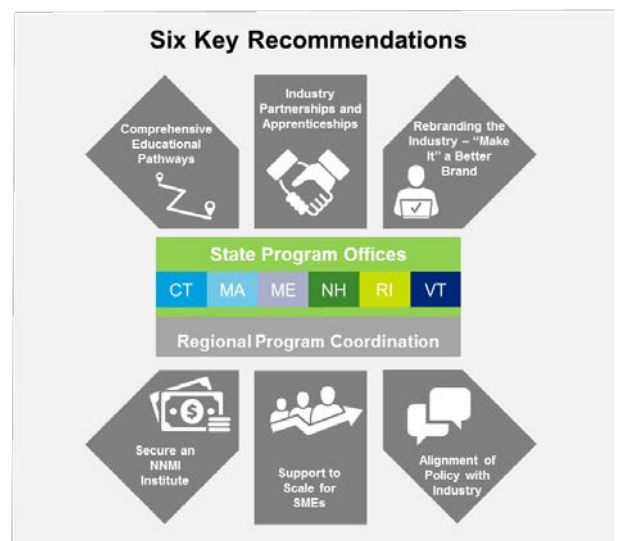 Six Key Recommendations
Comprehensive
Educational
Pathways
Industry
Partnerships and
Apprenticeships
Rebranding the
Industry – “Make
It” a Better
Brand
State Program Offices
CT MA ME NH RI VT
Regional Program Coordination
Secure an
NNMI
Institute
Support to
Scale for
SMEs
Alignment of
Policy with
Industry